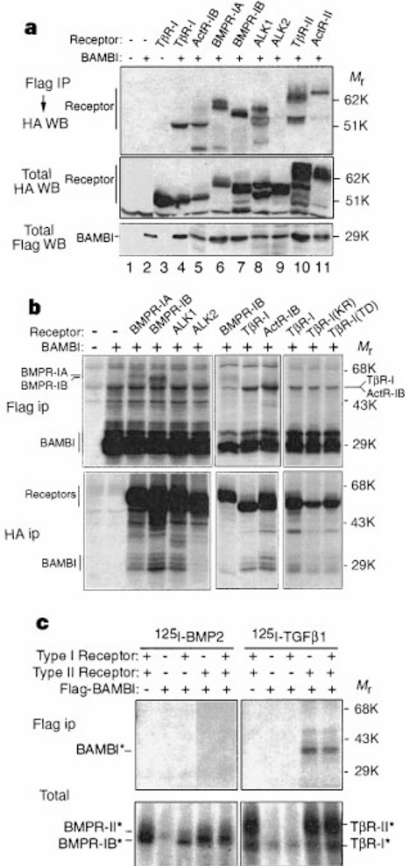 a
Receptor: - - TβR-I TβR-I ActR-IB BMPR-IA BMPR-IB ALK1 ALK2 TβR-II ActR-II
BAMBI: - + - + + + + + + + +
Flag IP
HA WB
Receptor
Mr
62K
51K
Total
HA WB
Receptor
62K
51K
Total
Flag WB
BAMBI-
29K
1 2 3 4 5 6 7 8 9 10 11
b
Receptor: - - BMPR-IA BMPR-IB ALK1 ALK2 BMPR-IB TβR-I ActR-IB TβR-I TβR-I(KR) TβR-I(TD)
BAMBI: - + + + + + + + + + + +
Mr
BMPR-IA
BMPR-IB
Flag ip
BAMBI
68K
TβR-I
ActR-IB
43K
29K
Receptors
HA ip
BAMBI
68K
43K
29K
c
125I-BMP2 125I-TGFβ1
Type I Receptor: + - + - + + - + - +
Type II Receptor: + - - + + + - - + +
Flag-BAMBI: - + + + + - + + + +
Mr
Flag ip
BAMBI*-
68K
43K
29K
Total
BMPR-II*
BMPR-IB*
TβR-II*
TβR-I*